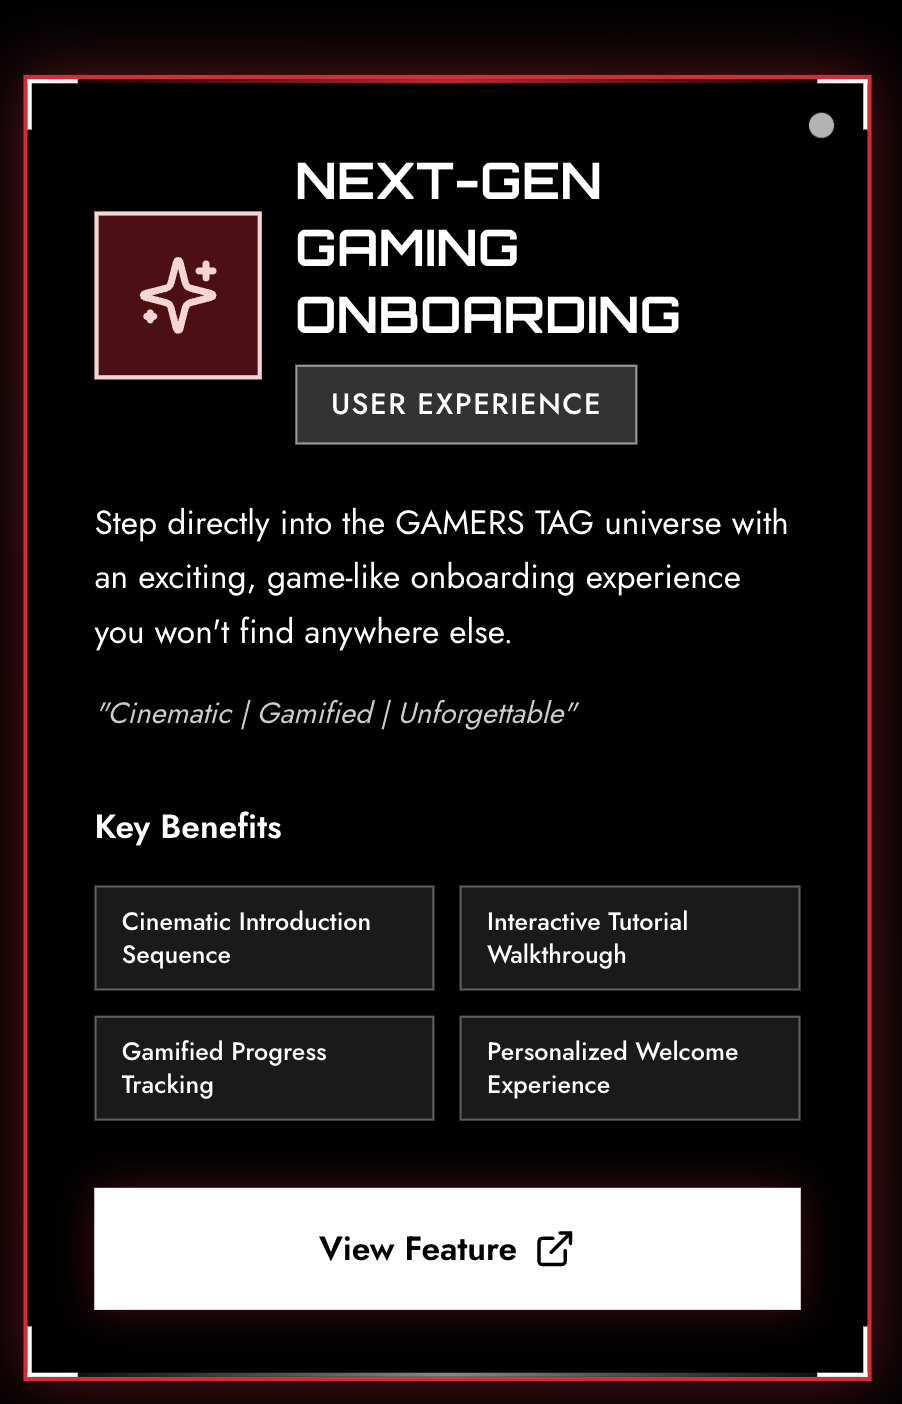 NEXT-GEN
GAMING
ONBOARDING
USER EXPERIENCE
Step directly into the GAMERS TAG universe with
an exciting, game-like onboarding experience
you won't find anywhere else.
"Cinematic | Gamified | Unforgettable"
Key Benefits
Cinematic Introduction
Sequence
Interactive Tutorial
Walkthrough
Gamified Progress
Tracking
Personalized Welcome
Experience
View Feature